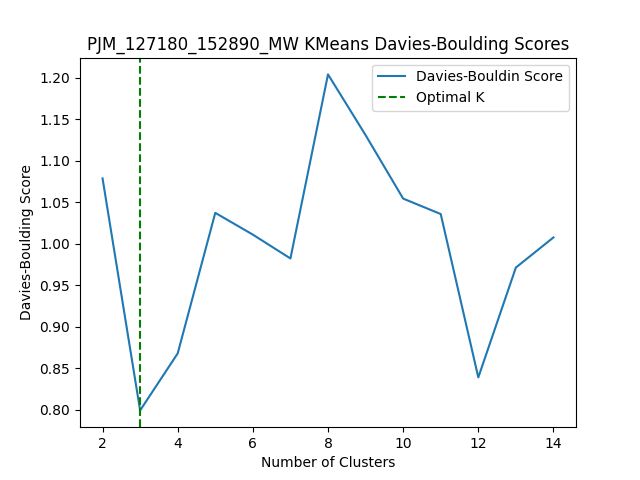 PJM_127180_152890_MW KMeans Davies-Boulding Scores
Davies-Bouldin Score
Optimal K
Davies-Boulding Score
1.20
1.15
1.10
1.05
1.00
0.95
0.90
0.85
0.80
2 4 6 8 10 12 14
Number of Clusters